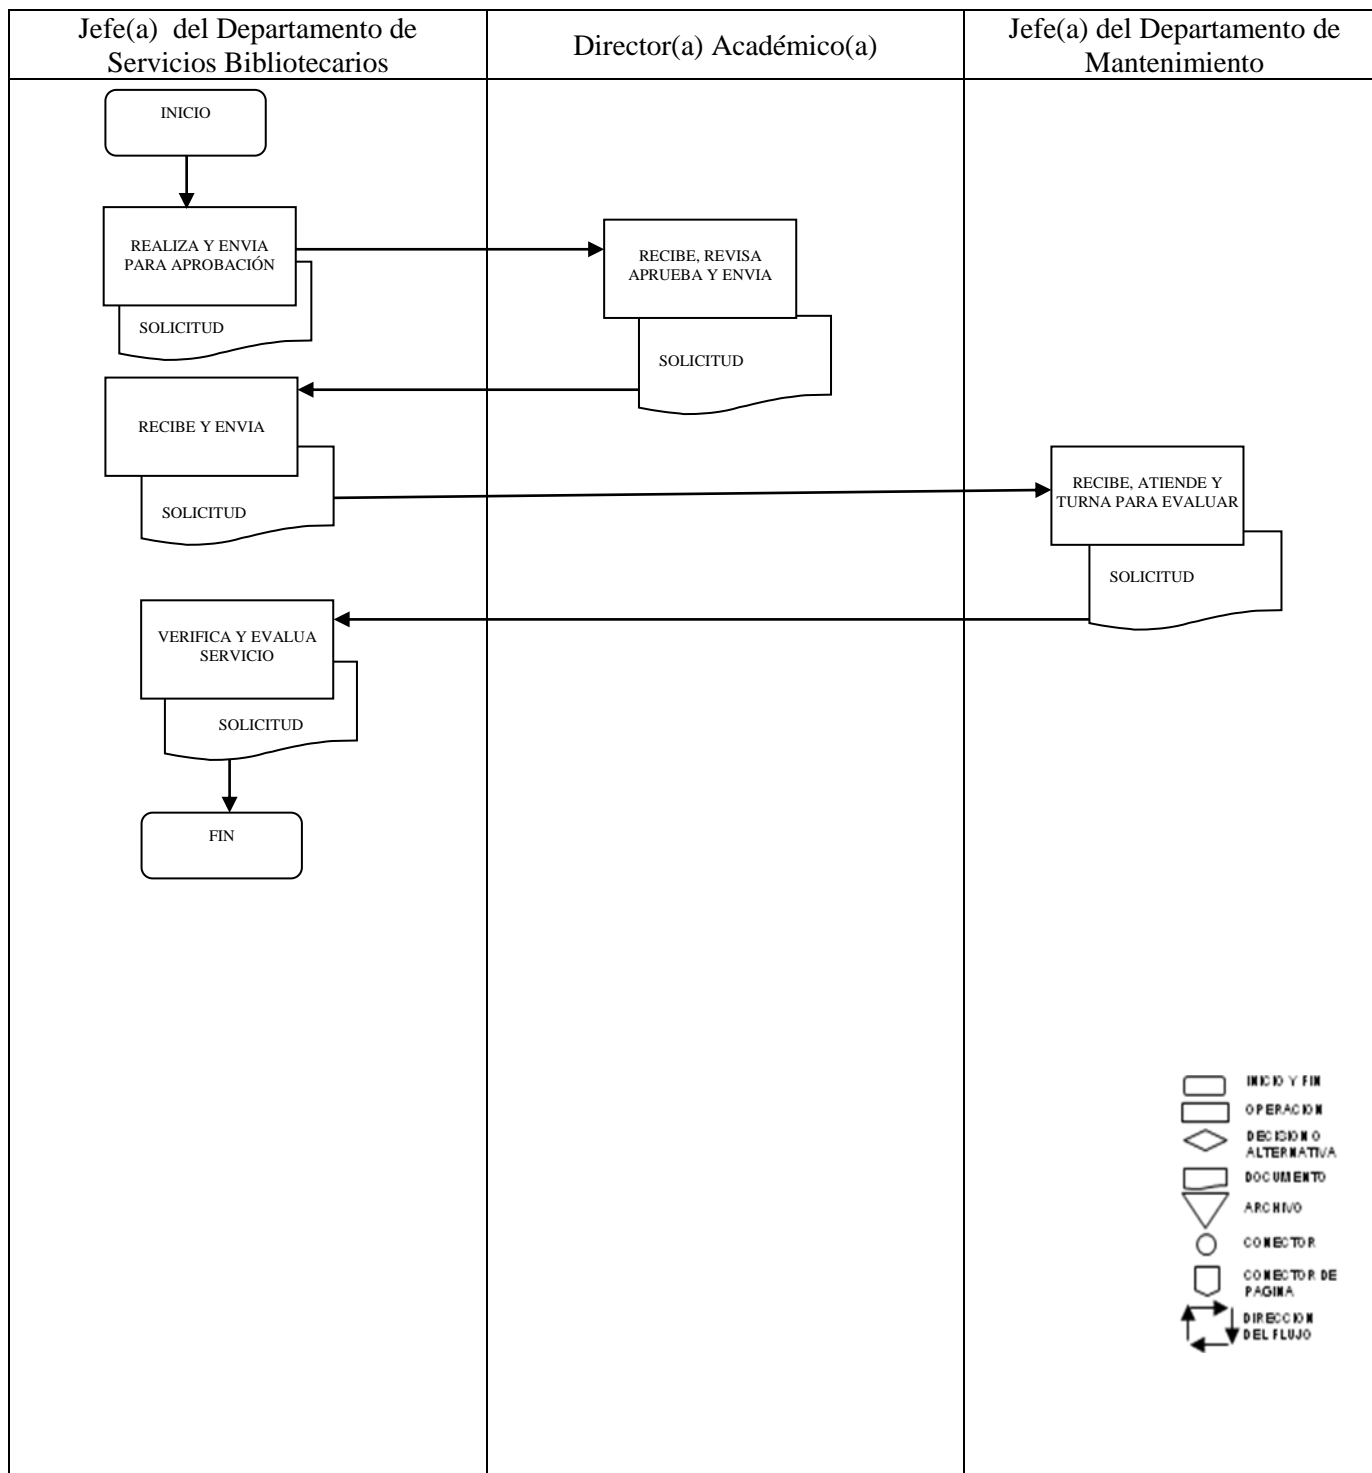 Jefe(a)  del Departamento de
Servicios Bibliotecarios
Director(a) Académico(a)
Jefe(a) del Departamento de
Mantenimiento
INICIO
REALIZA Y ENVIA
PARA APROBACIÓN
SOLICITUD
RECIBE, REVISA
APRUEBA Y ENVIA
SOLICITUD
RECIBE Y ENVIA
SOLICITUD
RECIBE, ATIENDE Y
TURNA PARA EVALUAR
SOLICITUD
VERIFICA Y EVALUA
SERVICIO
SOLICITUD
FIN
INICIO Y FIN
OPERACION
DECISION O
ALTERNATIVA
DOCUMENTO
ARCHIVO
CONECTOR
CONECTOR DE
PAGINA
DIRECCION
DEL FLUJO